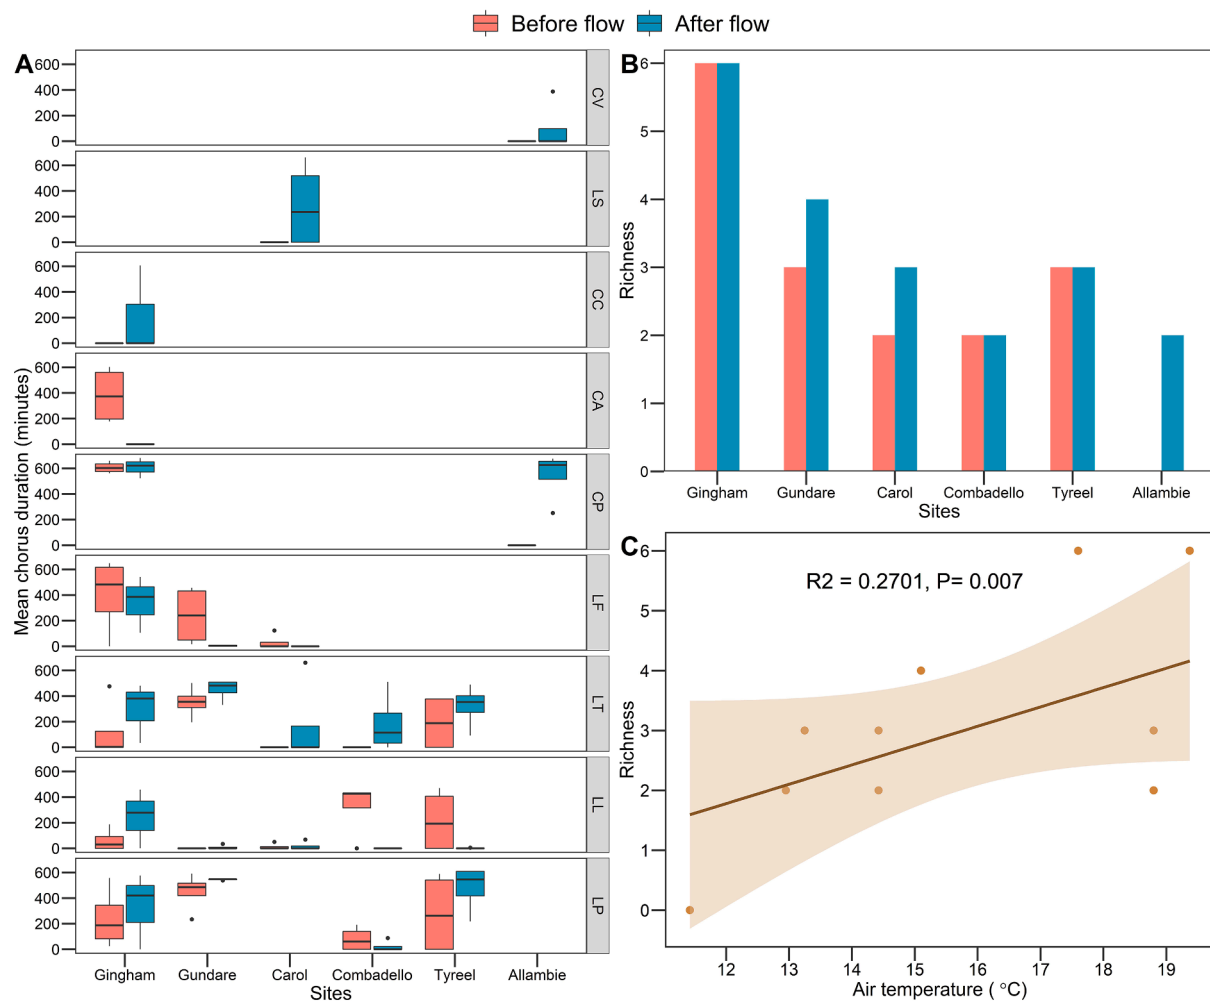 Before flow After flow
A
600
400
200
0
CV
600
400
200
0
LS
600
400
200
0
CC
600
400
200
0
CA
600
400
200
0
CP
600
400
200
0
LF
600
400
200
0
LT
600
400
200
0
LL
600
400
200
0
LP
Mean chorus duration (minutes)
Gingham Gundare Carol Combadello Tyreel Allambie
Sites
B
6
5
4
3
2
1
0
Richness
Gingham Gundare Carol Combadello Tyreel Allambie
Sites
C
R2 = 0.2701, P= 0.007
6
5
4
3
2
1
0
Richness
12 13 14 15 16 17 18 19
Air temperature ( °C)